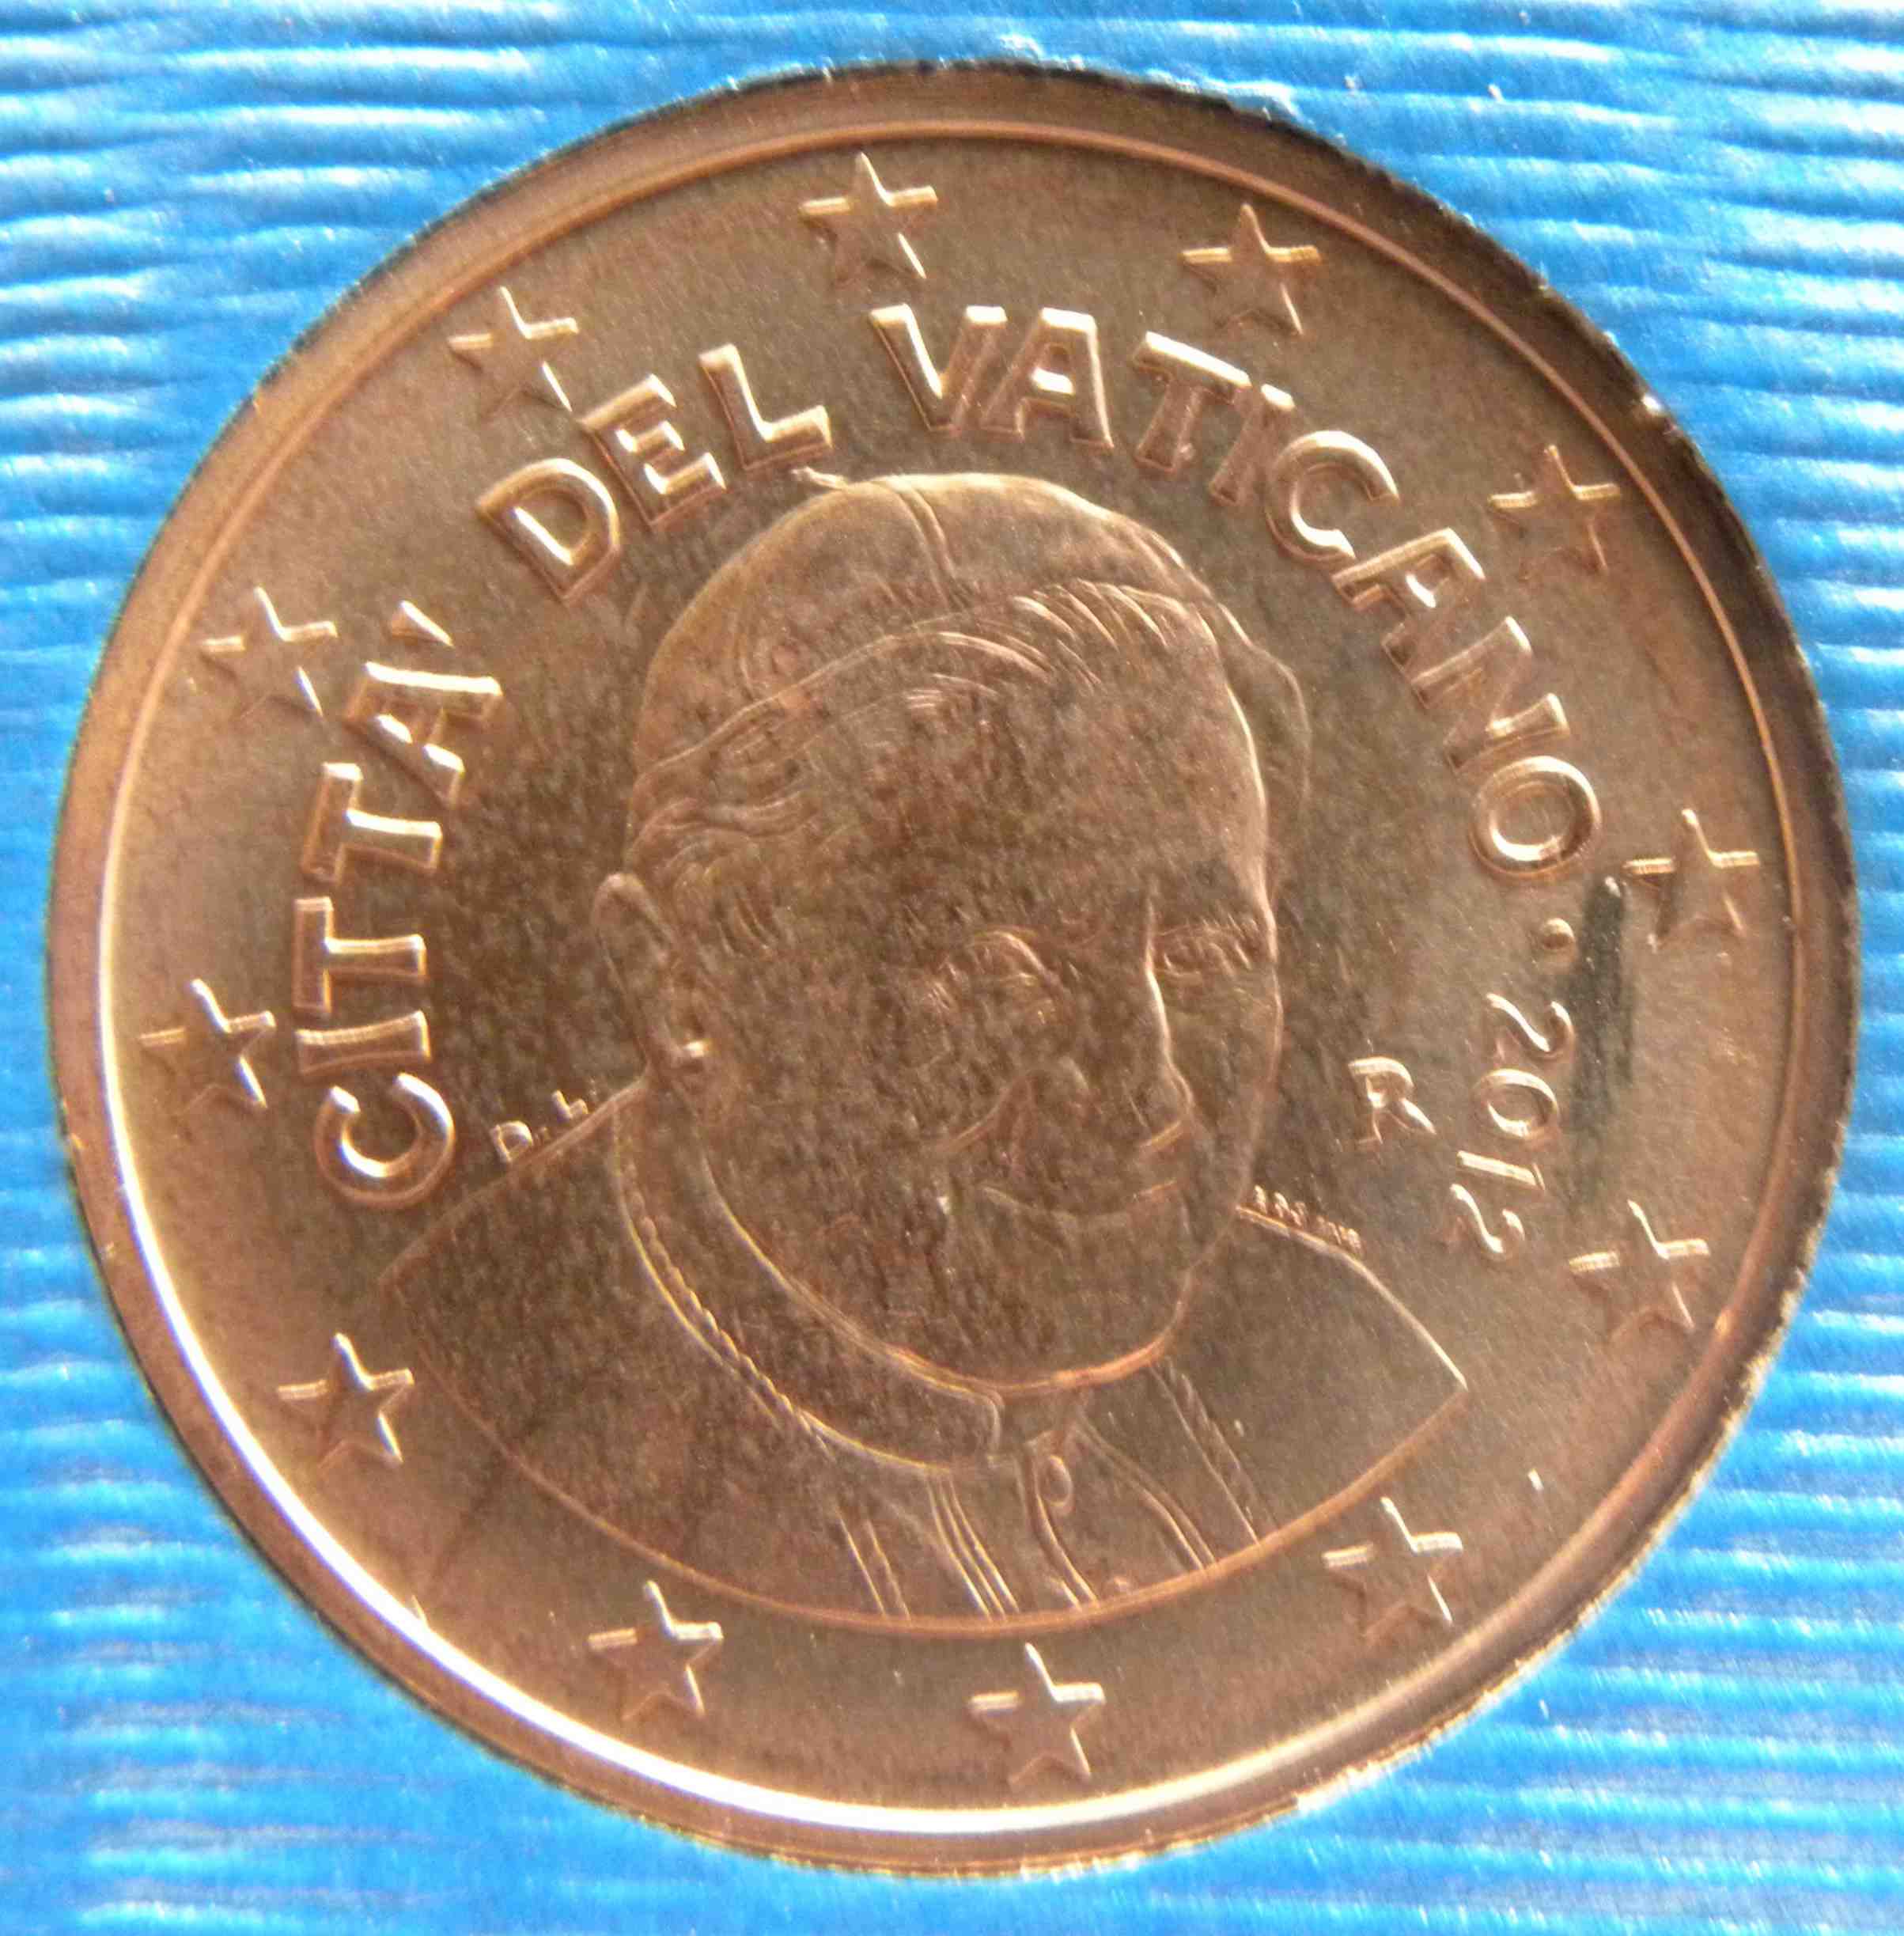 CITTA' DEL VATICANO · 2012
D.L.
R